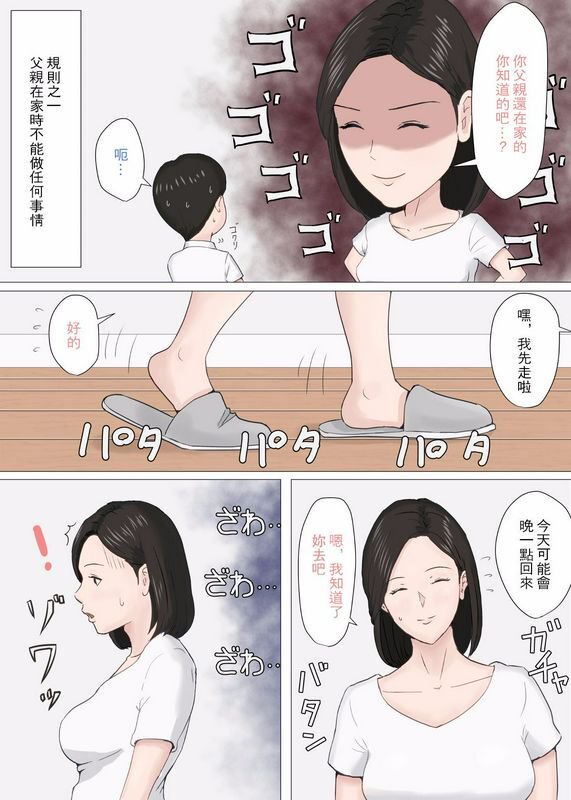 你父親還在家的
你知道的吧…?
ゴゴゴ
ゴゴゴ
呃…
ゴクリ
規則之一
父親在家時不能做任何事情
嘿，我先走啦
好的
パタ
パタ
パタ
今天可能會
晚一點回來
嗯，我知道了
妳去吧
ガチャ
バタン
ざわ…
ざわ…
ざわ…
!
ゾワッ